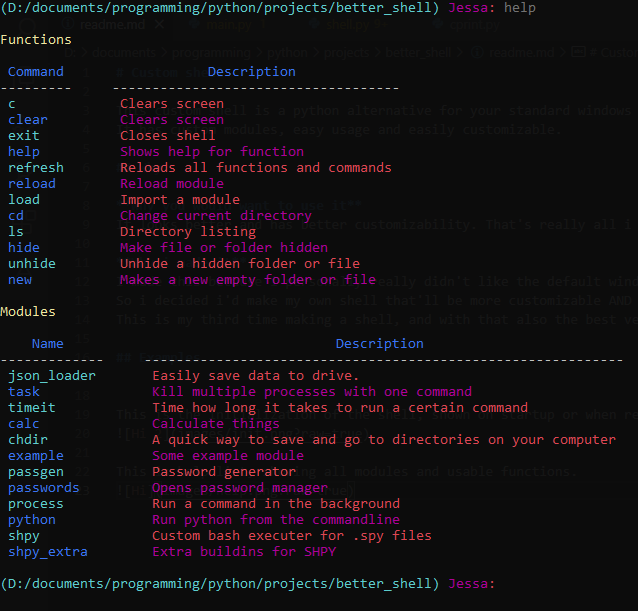 (D:/documents/programming/python/projects/better_shell) Jessa: help
Functions
Command Description
--------- ------------------------------------
c Clears screen
clear Clears screen
exit Closes shell
help Shows help for function
refresh Reloads all functions and commands
reload Reload module
load Import a module
cd Change current directory
ls Directory listing
hide Make file or folder hidden
unhide Unhide a hidden folder or file
new Makes a new empty folder or file
Modules
Name Description
------------- ------------------------------------------------------------
json_loader Easily save data to drive.
task Kill multiple processes with one command
timeit Time how long it takes to run a certain command
calc Calculate things
chdir A quick way to save and go to directories on your computer
example Some example module
passgen Password generator
passwords Opens password manager
process Run a command in the background
python Run python from the commandline
shpy Custom bash executer for .spy files
shpy_extra Extra buildins for SHPY
(D:/documents/programming/python/projects/better_shell) Jessa: